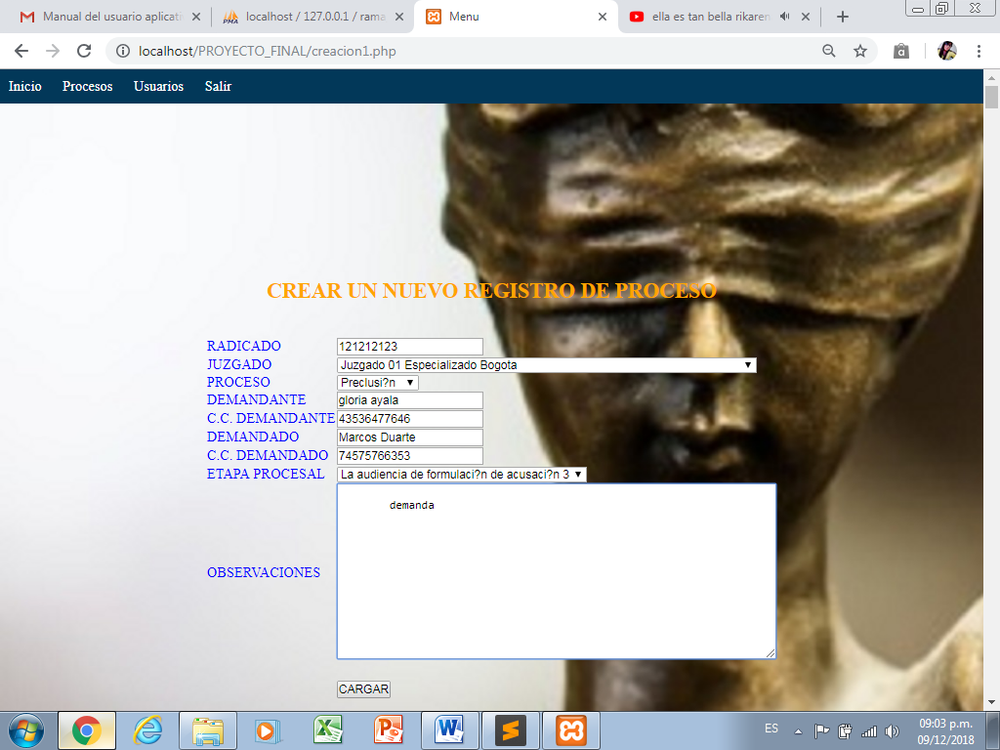 Manual del usuario aplicati
localhost / 127.0.0.1 / rama
Menu
ella es tan bella rikaren
localhost/PROYECTO_FINAL/creacion1.php
Inicio Procesos Usuarios Salir
CREAR UN NUEVO REGISTRO DE PROCESO
RADICADO 121212123
JUZGADO Juzgado 01 Especializado Bogota
PROCESO Preclusi?n
DEMANDANTE gloria ayala
C.C. DEMANDANTE 43536477646
DEMANDADO Marcos Duarte
C.C. DEMANDADO 74575766353
ETAPA PROCESAL La audiencia de formulaci?n de acusaci?n 3
demanda
OBSERVACIONES
CARGAR
ES
09:03 p.m.
09/12/2018